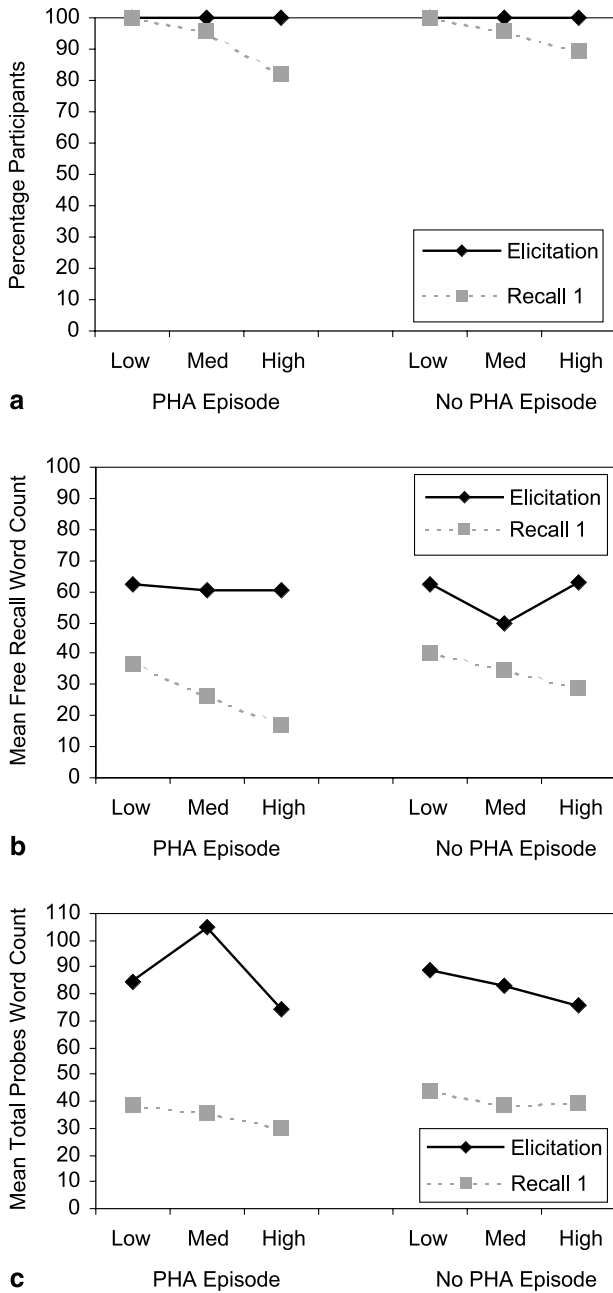 Percentage Participants
100
90
80
70
60
50
40
30
20
10
0
Elicitation
Recall 1
Low Med High Low Med High
PHA Episode No PHA Episode
a
Mean Free Recall Word Count
100
90
80
70
60
50
40
30
20
10
0
Elicitation
Recall 1
Low Med High Low Med High
PHA Episode No PHA Episode
b
Mean Total Probes Word Count
110
100
90
80
70
60
50
40
30
20
10
0
Elicitation
Recall 1
Low Med High Low Med High
PHA Episode No PHA Episode
c